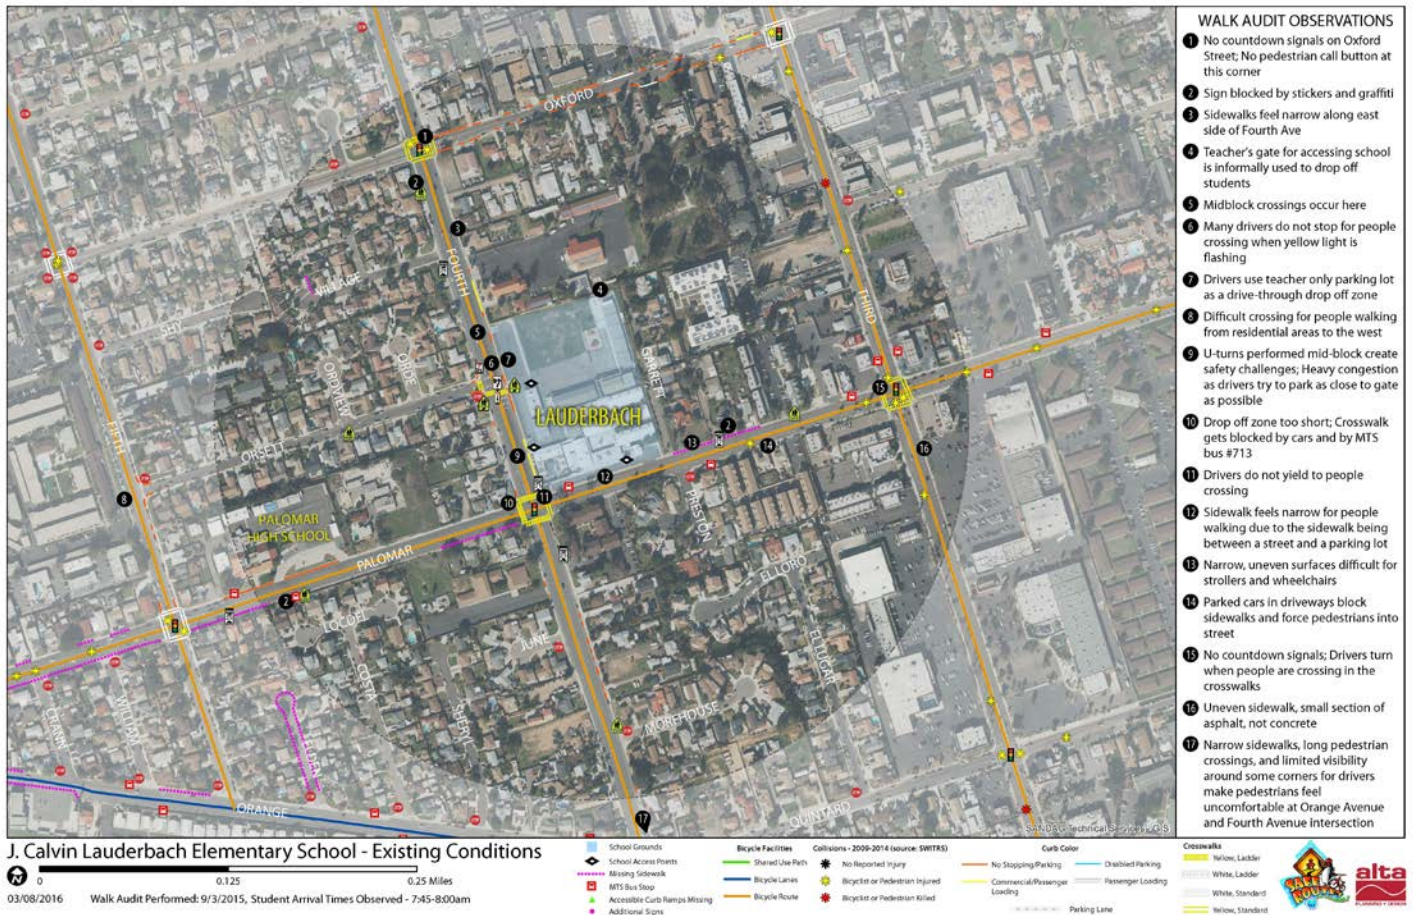 WALK AUDIT OBSERVATIONS
1 No countdown signals on Oxford
Street; No pedestrian call button at
this corner
2 Sign blocked by stickers and graffiti
3 Sidewalks feel narrow along east
side of Fourth Ave
4 Teacher's gate for accessing school
is informally used to drop off
students
5 Midblock crossings occur here
6 Many drivers do not stop for people
crossing when yellow light is
flashing
7 Drivers use teacher only parking lot
as a drive-through drop off zone
8 Difficult crossing for people walking
from residential areas to the west
9 U-turns performed mid-block create
safety challenges; Heavy congestion
as drivers try to park as close to gate
as possible
10 Drop off zone too short; Crosswalk
gets blocked by cars and by MTS
bus #713
11 Drivers do not yield to people
crossing
12 Sidewalk feels narrow for people
walking due to the sidewalk being
between a street and a parking lot
13 Narrow, uneven surfaces difficult for
strollers and wheelchairs
14 Parked cars in driveways block
sidewalks and force pedestrians into
street
15 No countdown signals; Drivers turn
when people are crossing in the
crosswalks
16 Uneven sidewalk, small section of
asphalt, not concrete
17 Narrow sidewalks, long pedestrian
crossings, and limited visibility
around some corners for drivers
make pedestrians feel
uncomfortable at Orange Avenue
and Fourth Avenue intersection
OXFORD
FOURTH
VILLAGE
THIRD
GARRETT
ORDVIEW
FIFTH
ORSETT
LAUDERBACH
PALOMAR
HIGH SCHOOL
PALOMAR
PRESTON
EL LORO
EL LUGAR
JUNE
COSTA
SHERYL
MOREHOUSE
WILLIAM
ORANGE
QUINTARD
SANDAG Technical Services - GIS
J. Calvin Lauderbach Elementary School - Existing Conditions
0 0.125 0.25 Miles
03/08/2016 Walk Audit Performed: 9/3/2015, Student Arrival Times Observed - 7:45-8:00am
School Grounds
School Access Points
Missing Sidewalk
MTS Bus Stop
Accessible Curb Ramps Missing
Additional Signs
Bicycle Facilities
Shared Use Path
Bicycle Lanes
Bicycle Route
Collisions - 2009-2014 (source: SWITRS)
No Reported Injury
Bicyclist or Pedestrian Injured
Bicyclist or Pedestrian Killed
Curb Color
No Stopping/Parking
Commercial/Passenger
Loading
Disabled Parking
Passenger Loading
Parking Lane
Crosswalks
Yellow, Ladder
White, Ladder
White, Standard
Yellow, Standard
SAFE ROUTES
alta
PLANNING + DESIGN